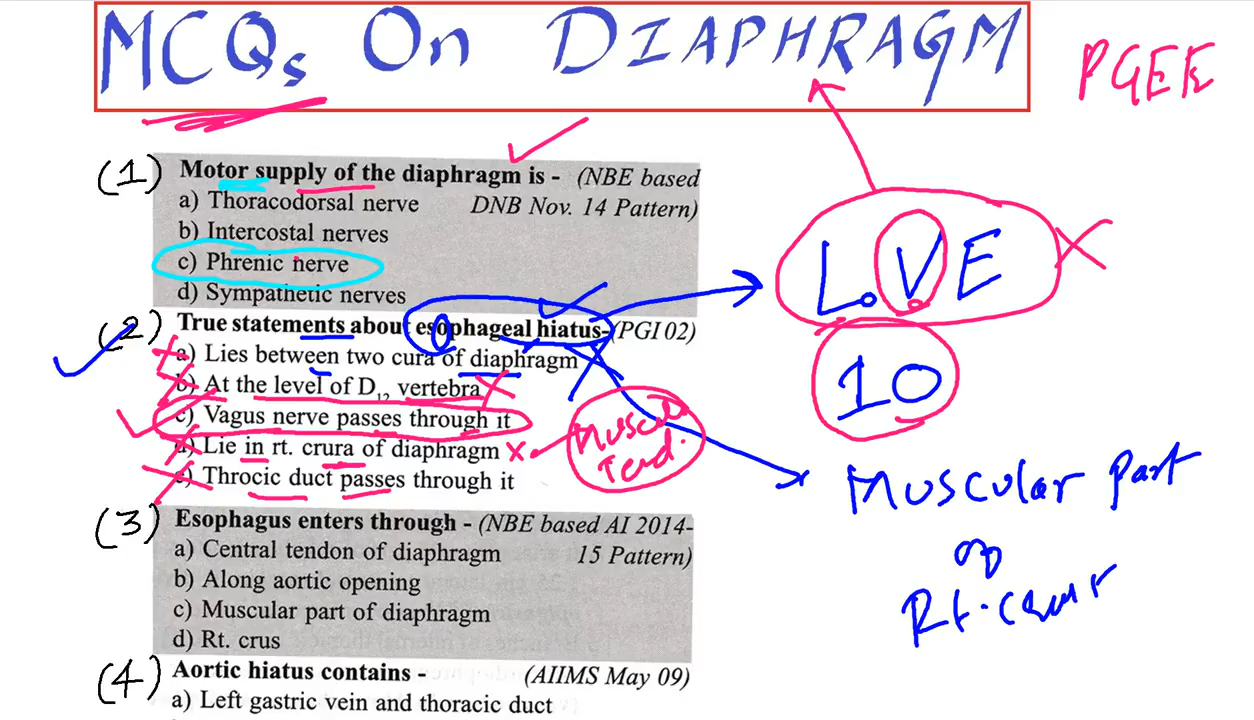 MCQs On DIAPHRAGM
PGEE
(1) Motor supply of the diaphragm is - (NBE based
a) Thoracodorsal nerve DNB Nov. 14 Pattern)
b) Intercostal nerves
c) Phrenic nerve
d) Sympathetic nerves
(2) True statements about esophageal hiatus- (PGI 02)
a) Lies between two cura of diaphragm
b) At the level of D12 vertebra
c) Vagus nerve passes through it
d) Lie in rt. crura of diaphragm
e) Throcic duct passes through it
L.VE
10
Muscular part
Rt.
(3) Esophagus enters through - (NBE based AI 2014-
a) Central tendon of diaphragm 15 Pattern)
b) Along aortic opening
c) Muscular part of diaphragm
d) Rt. crus
(4) Aortic hiatus contains - (AIIMS May 09)
a) Left gastric vein and thoracic duct